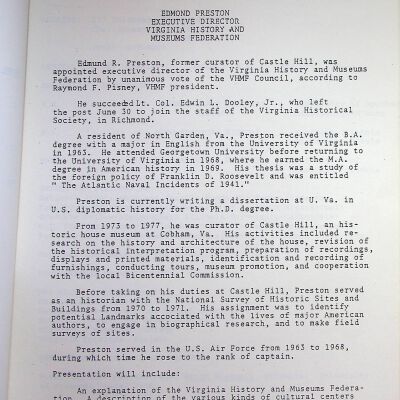 EDMOND PRESTON
EXECUTIVE DIRECTOR
VIRGINIA HISTORY AND
MUSEUMS FEDERATION
Edmund R. Preston, former curator of Castle Hill, was
appointed executive director of the Virginia History and Museums
Federation by unanimous vote of the VHMF Council, according to
Raymond F. Pisney, VHMF president.
He succeeded Lt. Col. Edwin L. Dooley, Jr., who left
the post June 30 to join the staff of the Virginia Historical
Society, in Richmond.
A resident of North Garden, Va., Preston received the B.A.
degree with a major in English from the University of Virginia
in 1963. He attended Georgetown University before returning to
the University of Virginia in 1968, where he earned the M.A.
degree in American history in 1969. His thesis was a study of
the foreign policy of Franklin D. Roosevelt and was entitled
" The Atlantic Naval Incidents of 1941."
Preston is currently writing a dissertation at U. Va. in
U.S. diplomatic history for the Ph.D. degree.
From 1973 to 1977, he was curator of Castle Hill, an his-
toric house museum at Cobham, Va. His activities included re-
search on the history and architecture of the house, revision of
the historical interpretation program, preparation of recordings,
displays and printed materials, identification and recording of
furnishings, conducting tours, museum promotion, and cooperation
with the local Bicentennial Commission.
Before taking on his duties at Castle Hill, Preston served
as an historian with the National Survey of Historic Sites and
Buildings from 1970 to 1971. His assignment was to identify
potential Landmarks accociated with the lives of major American
authors, to engage in biographical research, and to make field
surveys of sites.
Preston served in the U.S. Air Force from 1963 to 1968,
during which time he rose to the rank of captain.
Presentation will include:
An explanation of the Virginia History and Museums Federa-
tion. A description of the various kinds of cultural centers